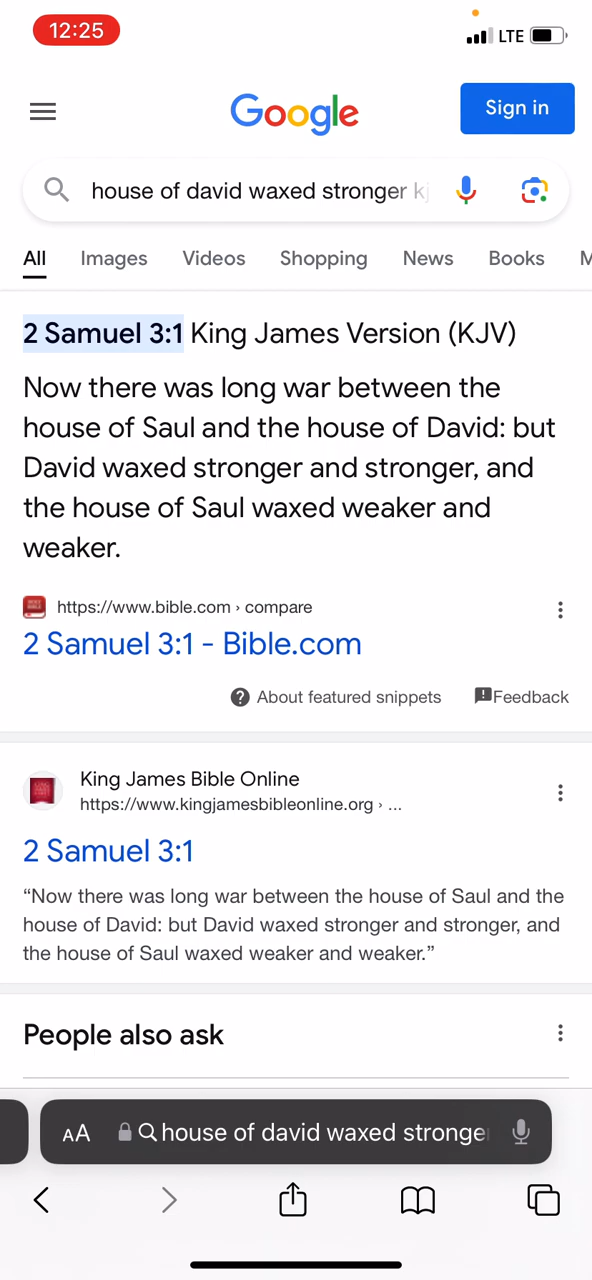 12:25
LTE
Google
Sign in
house of david waxed stronger kj
All Images Videos Shopping News Books M
2 Samuel 3:1 King James Version (KJV)
Now there was long war between the
house of Saul and the house of David: but
David waxed stronger and stronger, and
the house of Saul waxed weaker and
weaker.
https://www.bible.com › compare
2 Samuel 3:1 - Bible.com
About featured snippets Feedback
King James Bible Online
https://www.kingjamesbibleonline.org › ...
2 Samuel 3:1
“Now there was long war between the house of Saul and the
house of David: but David waxed stronger and stronger, and
the house of Saul waxed weaker and weaker.”
People also ask
AA house of david waxed stronge